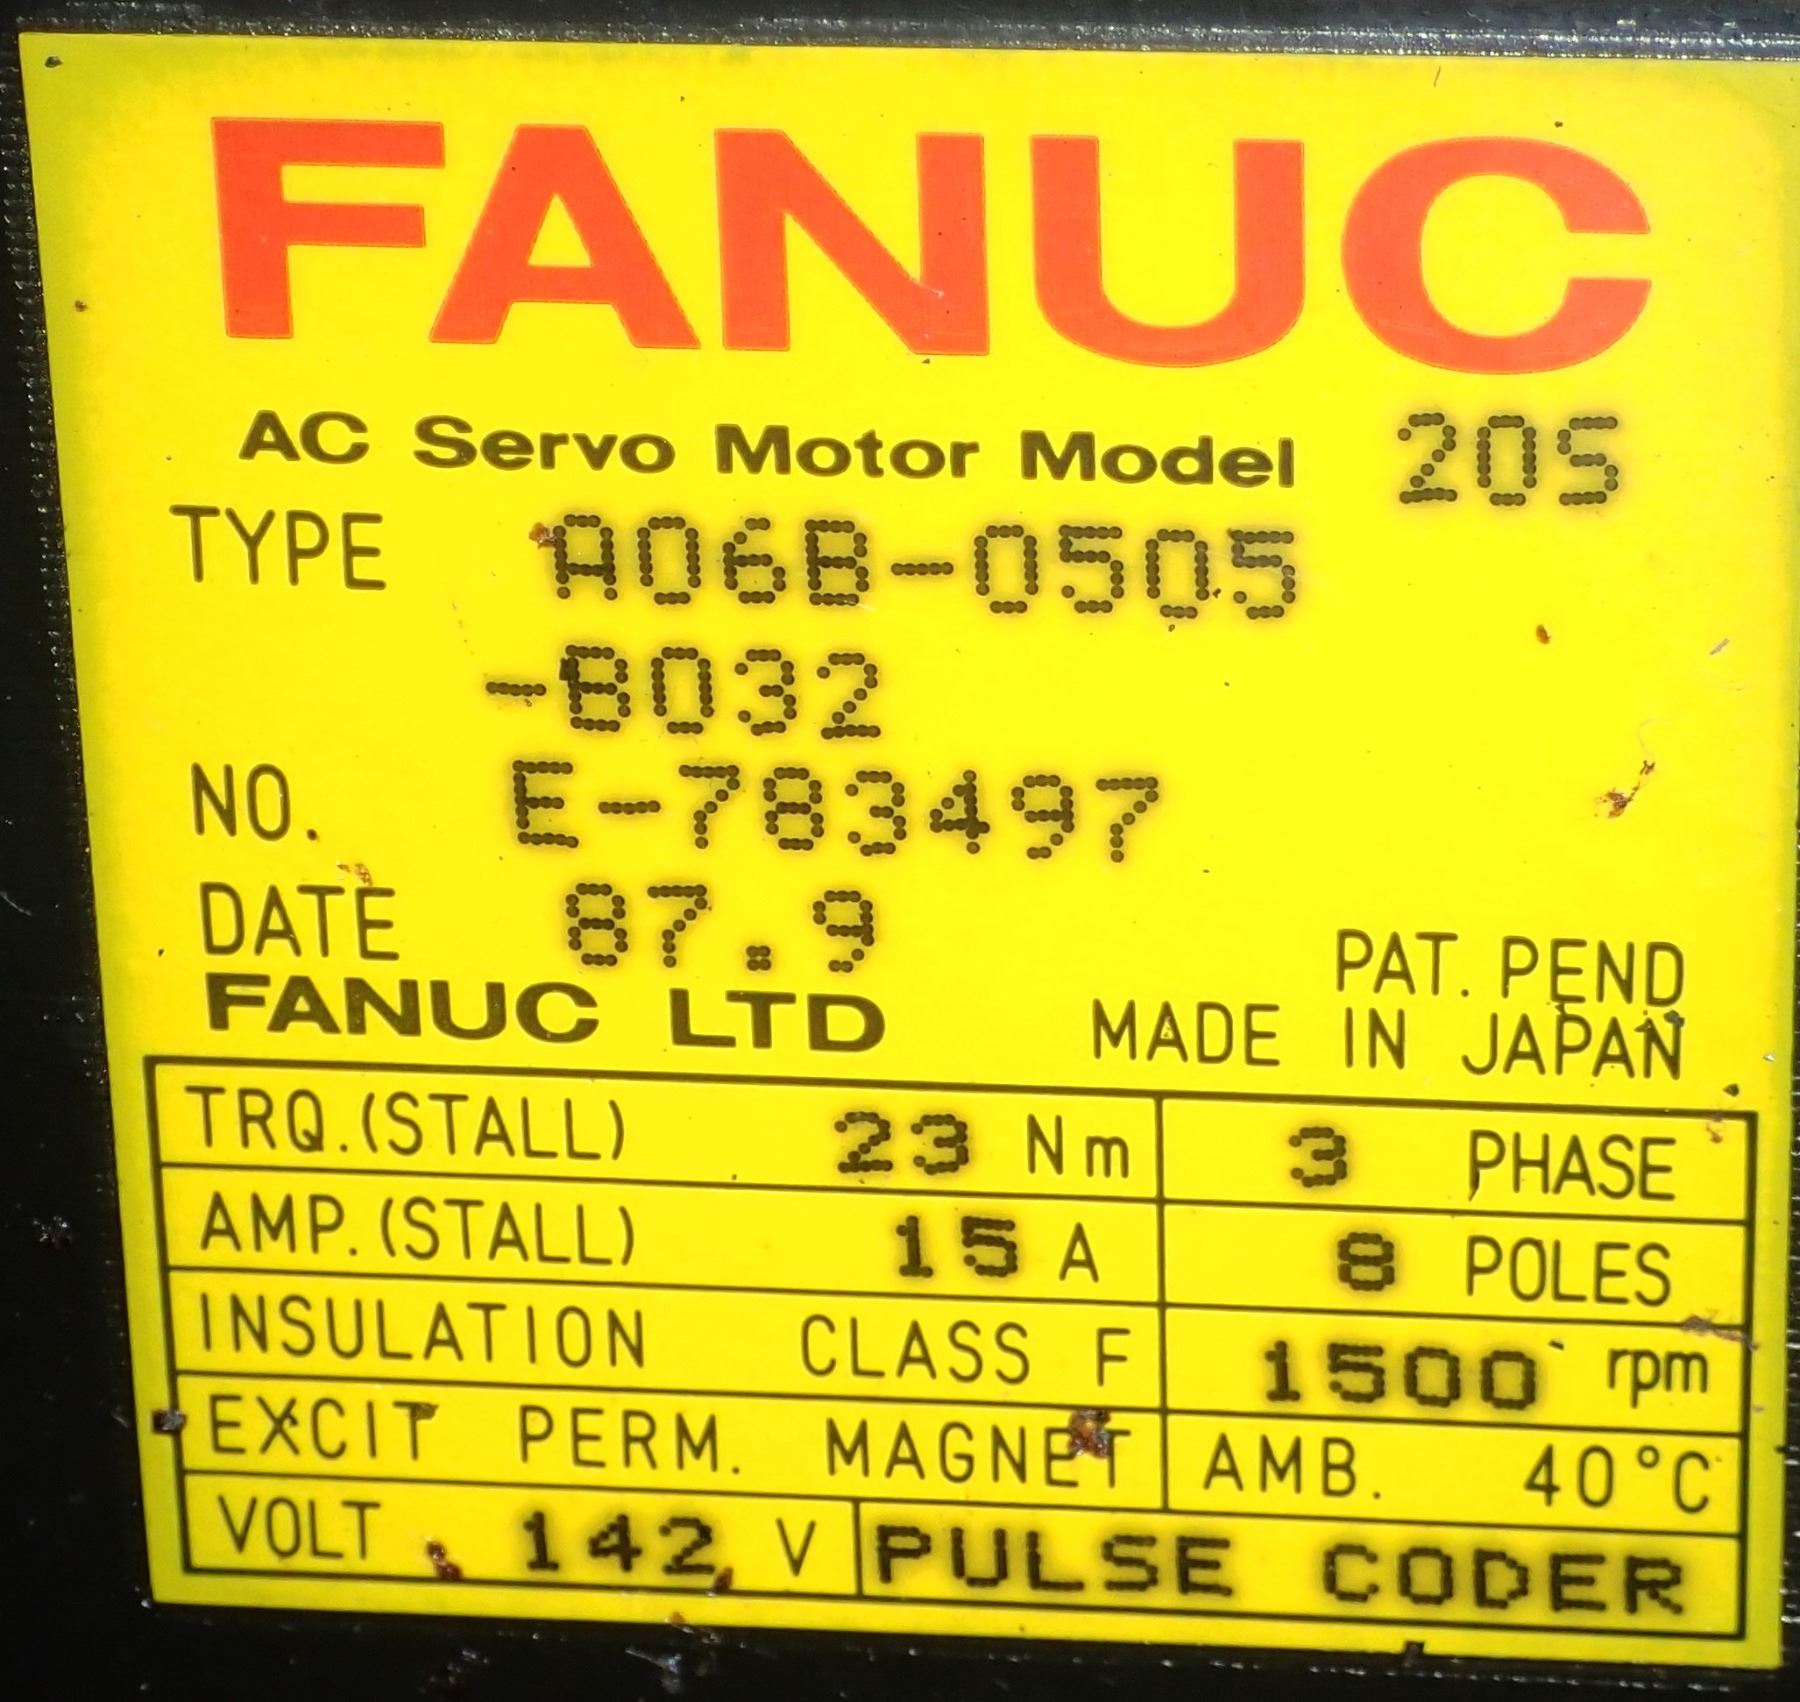 FANUC
AC Servo Motor Model 20S
TYPE A06B-0505
-B032
NO. E-783497
DATE 87.9
PAT. PEND
FANUC LTD MADE IN JAPAN
TRQ.(STALL) 23 Nm 3 PHASE
AMP.(STALL) 15 A 8 POLES
INSULATION CLASS F 1500 rpm
EXCIT PERM. MAGNET AMB. 40°C
VOLT 142 V PULSE CODER